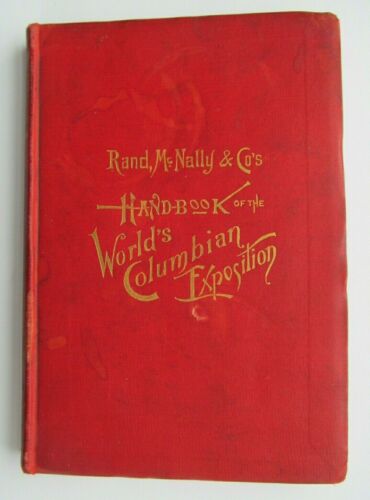 Rand, McNally & Co's
HAND-BOOK OF THE
World's
Columbian
Exposition